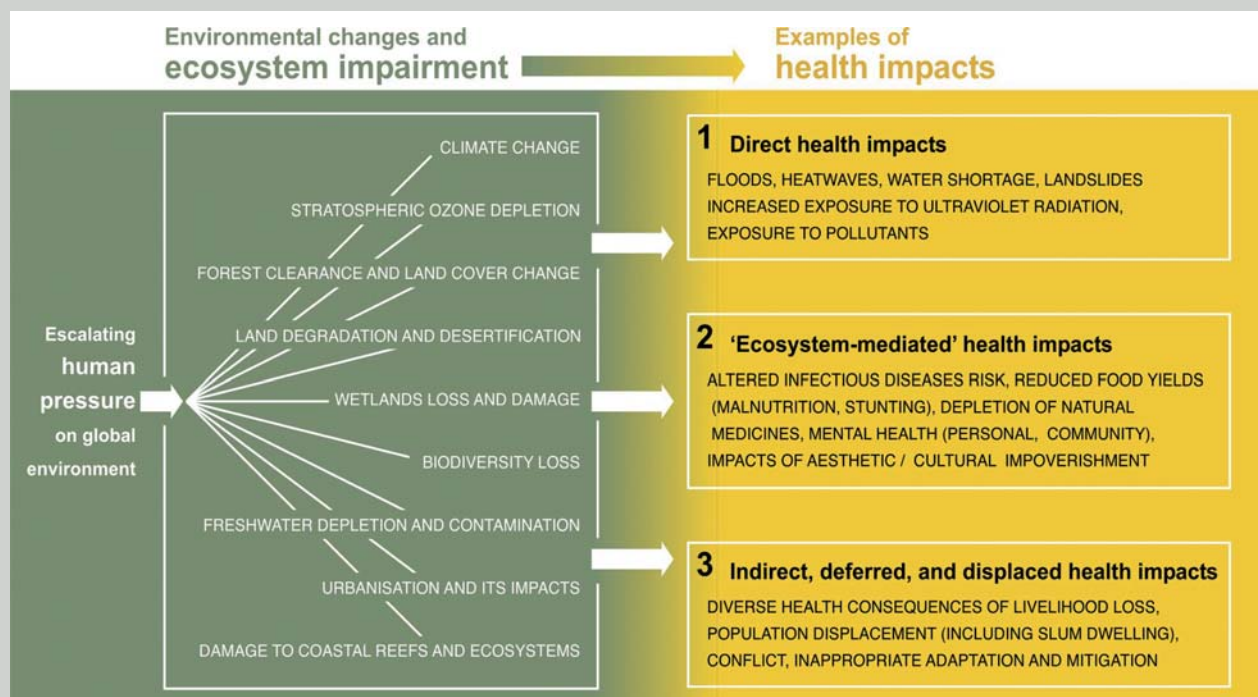 Environmental changes and
ecosystem impairment
Examples of
health impacts
Escalating
human
pressure
on global
environment
CLIMATE CHANGE
STRATOSPHERIC OZONE DEPLETION
FOREST CLEARANCE AND LAND COVER CHANGE
LAND DEGRADATION AND DESERTIFICATION
WETLANDS LOSS AND DAMAGE
BIODIVERSITY LOSS
FRESHWATER DEPLETION AND CONTAMINATION
URBANISATION AND ITS IMPACTS
DAMAGE TO COASTAL REEFS AND ECOSYSTEMS
1 Direct health impacts
FLOODS, HEATWAVES, WATER SHORTAGE, LANDSLIDES
INCREASED EXPOSURE TO ULTRAVIOLET RADIATION,
EXPOSURE TO POLLUTANTS
2 ‘Ecosystem-mediated’ health impacts
ALTERED INFECTIOUS DISEASES RISK, REDUCED FOOD YIELDS
(MALNUTRITION, STUNTING), DEPLETION OF NATURAL
MEDICINES, MENTAL HEALTH (PERSONAL, COMMUNITY),
IMPACTS OF AESTHETIC / CULTURAL IMPOVERISHMENT
3 Indirect, deferred, and displaced health impacts
DIVERSE HEALTH CONSEQUENCES OF LIVELIHOOD LOSS,
POPULATION DISPLACEMENT (INCLUDING SLUM DWELLING),
CONFLICT, INAPPROPRIATE ADAPTATION AND MITIGATION